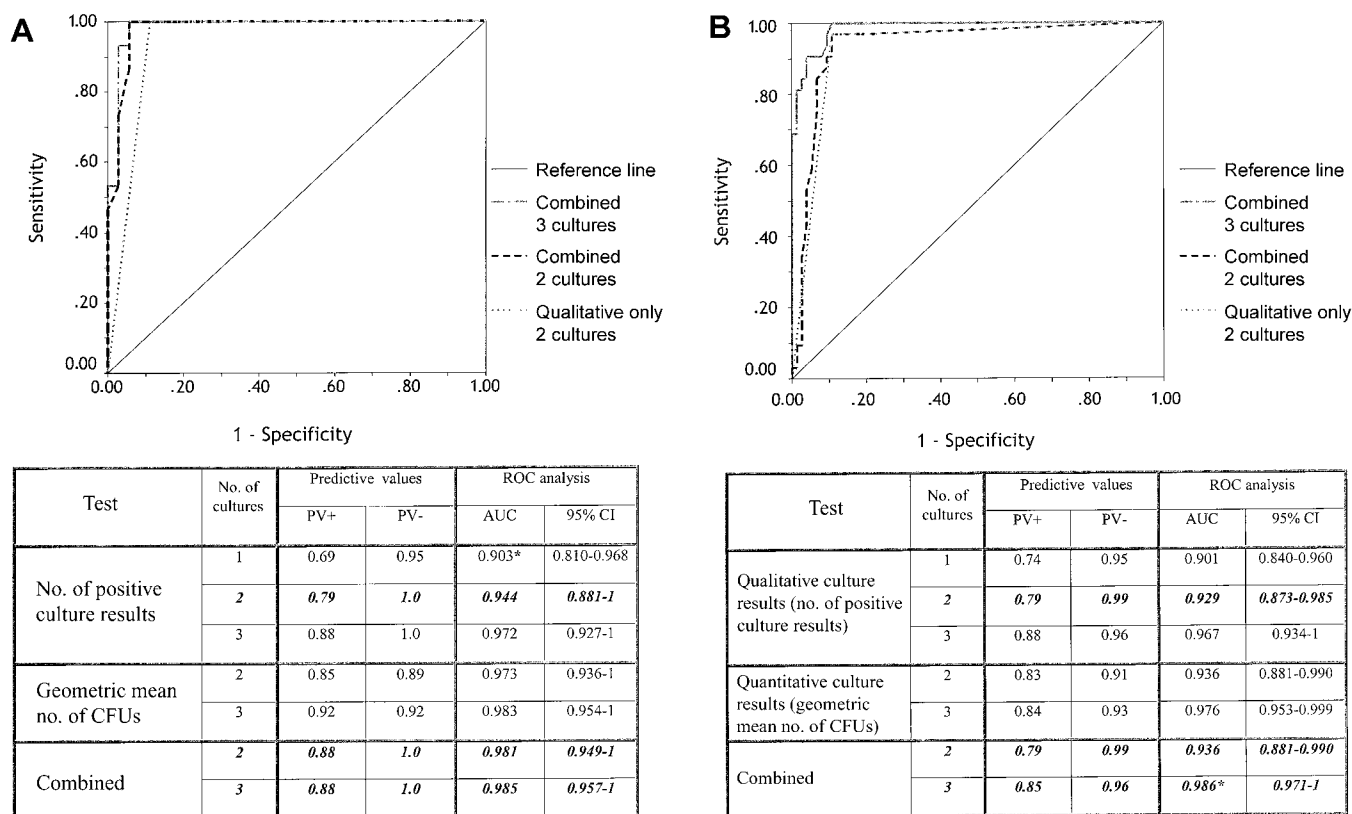 A
1.00
.80
.60
.40
.20
0.00
Sensitivity
0.00
.20
.40
.60
.80
1.00
1 - Specificity
Reference line
Combined
3 cultures
Combined
2 cultures
Qualitative only
2 cultures
B
1.00
.80
.60
.40
.20
0.00
Sensitivity
0.00
.20
.40
.60
.80
1.00
1 - Specificity
Reference line
Combined
3 cultures
Combined
2 cultures
Qualitative only
2 cultures
Test No. of cultures Predictive values ROC analysis
PV+ PV- AUC 95% CI
No. of positive culture results
1 0.69 0.95 0.903* 0.810-0.968
2 0.79 1.0 0.944 0.881-1
3 0.88 1.0 0.972 0.927-1
Geometric mean no. of CFUs
2 0.85 0.89 0.973 0.936-1
3 0.92 0.92 0.983 0.954-1
Combined
2 0.88 1.0 0.981 0.949-1
3 0.88 1.0 0.985 0.957-1
Test No. of cultures Predictive values ROC analysis
PV+ PV- AUC 95% CI
Qualitative culture results (no. of positive culture results)
1 0.74 0.95 0.901 0.840-0.960
2 0.79 0.99 0.929 0.873-0.985
3 0.88 0.96 0.967 0.934-1
Quantitative culture results (geometric mean no. of CFUs)
2 0.83 0.91 0.936 0.881-0.990
3 0.84 0.93 0.976 0.953-0.999
Combined
2 0.79 0.99 0.936 0.881-0.990
3 0.85 0.96 0.986* 0.971-1